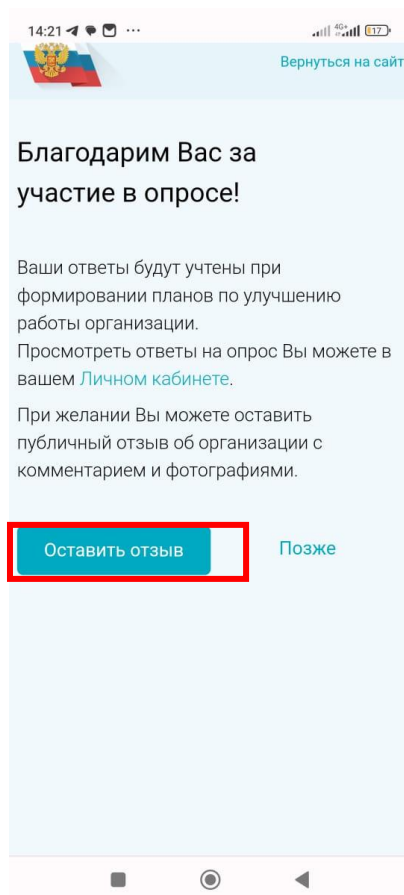 14:21 ... 4G+ 17
Вернуться на сайт
Благодарим Вас за
участие в опросе!
Ваши ответы будут учтены при
формировании планов по улучшению
работы организации.
Просмотреть ответы на опрос Вы можете в
вашем Личном кабинете.
При желании Вы можете оставить
публичный отзыв об организации с
комментарием и фотографиями.
Оставить отзыв Позже